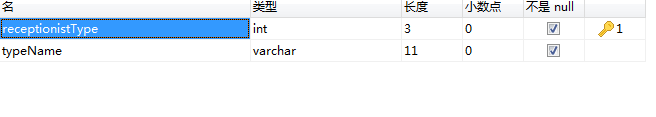 名 类型 长度 小数点 不是 null
receptionistType int 3 0 1
typeName varchar 11 0